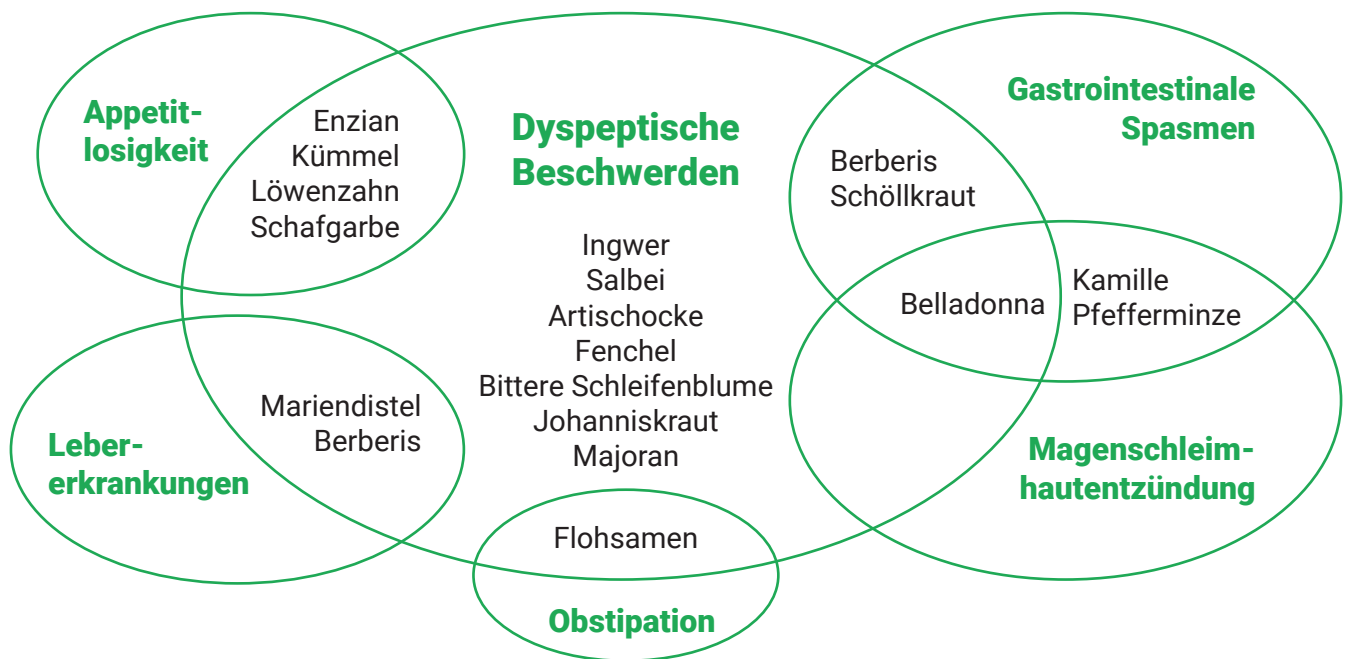 Appetit-
losigkeit
Enzian
Kümmel
Löwenzahn
Schafgarbe
Dyspeptische
Beschwerden
Ingwer
Salbei
Artischocke
Fenchel
Bittere Schleifenblume
Johanniskraut
Majoran
Gastrointestinale
Spasmen
Berberis
Schöllkraut
Belladonna
Kamille
Pfefferminze
Leber-
erkrankungen
Mariendistel
Berberis
Magenschleim-
hautentzündung
Flohsamen
Obstipation